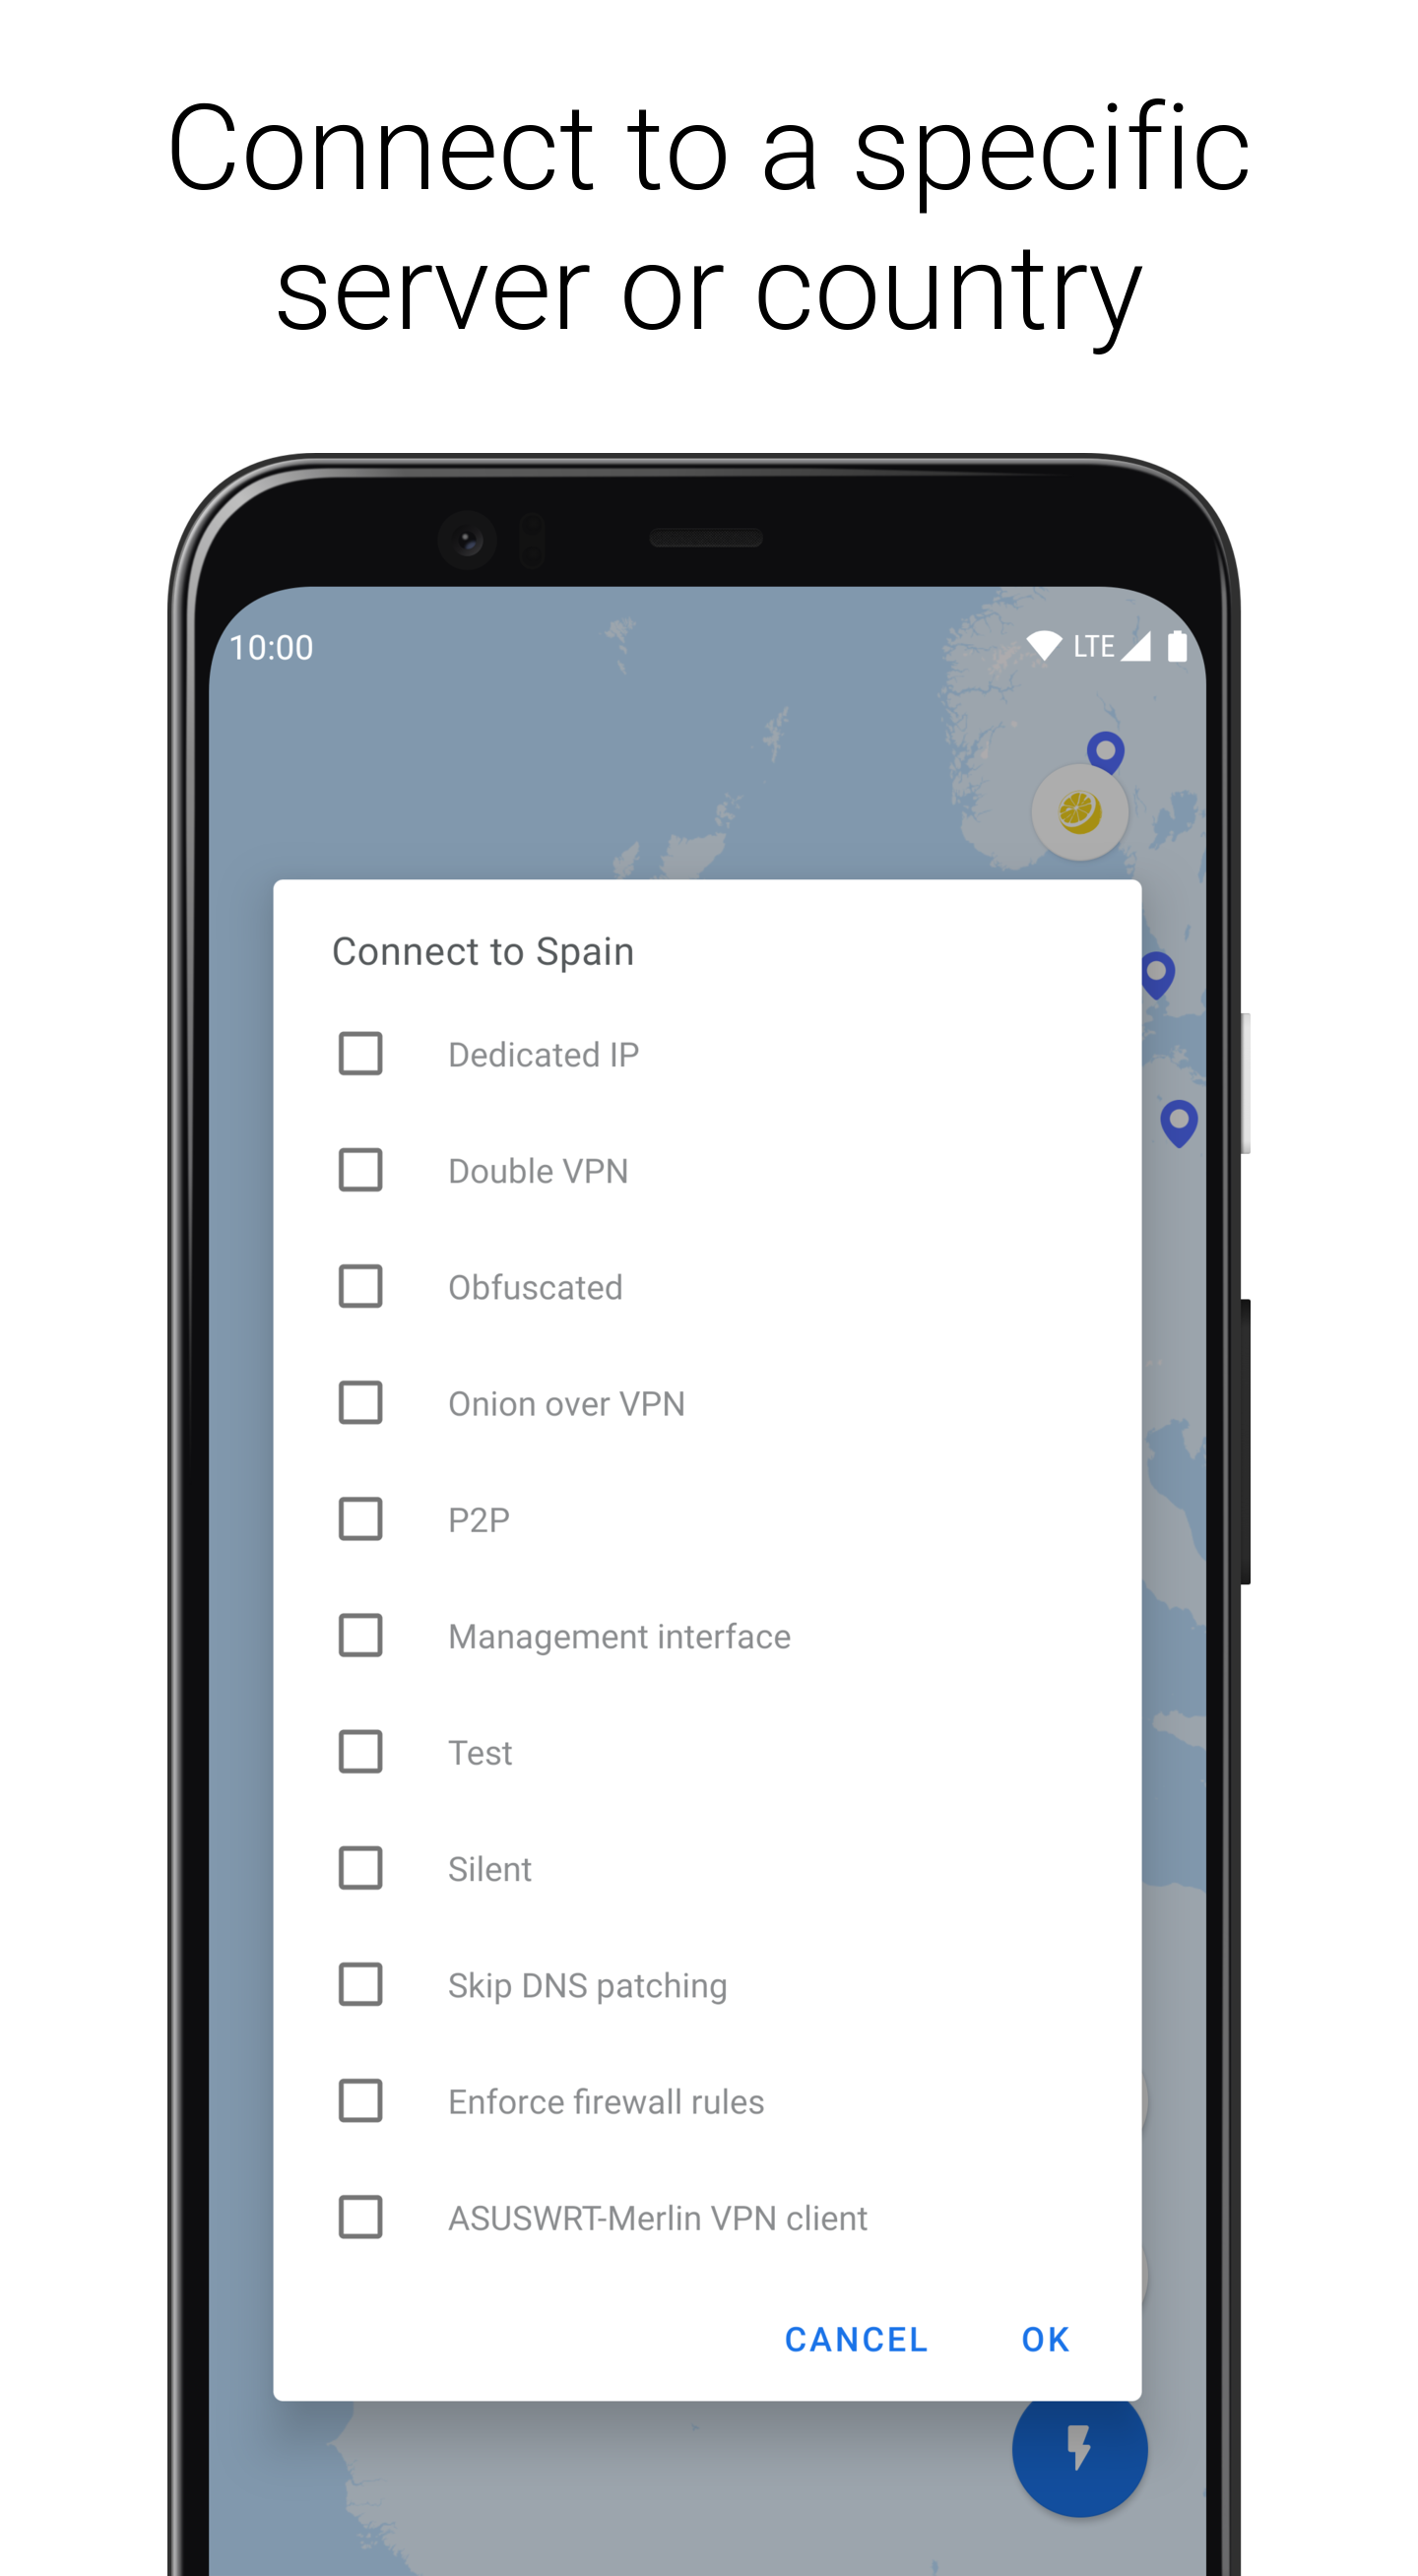 Connect to a specific
server or country
10:00
LTE
Connect to Spain
Dedicated IP
Double VPN
Obfuscated
Onion over VPN
P2P
Management interface
Test
Silent
Skip DNS patching
Enforce firewall rules
ASUSWRT-Merlin VPN client
CANCEL OK